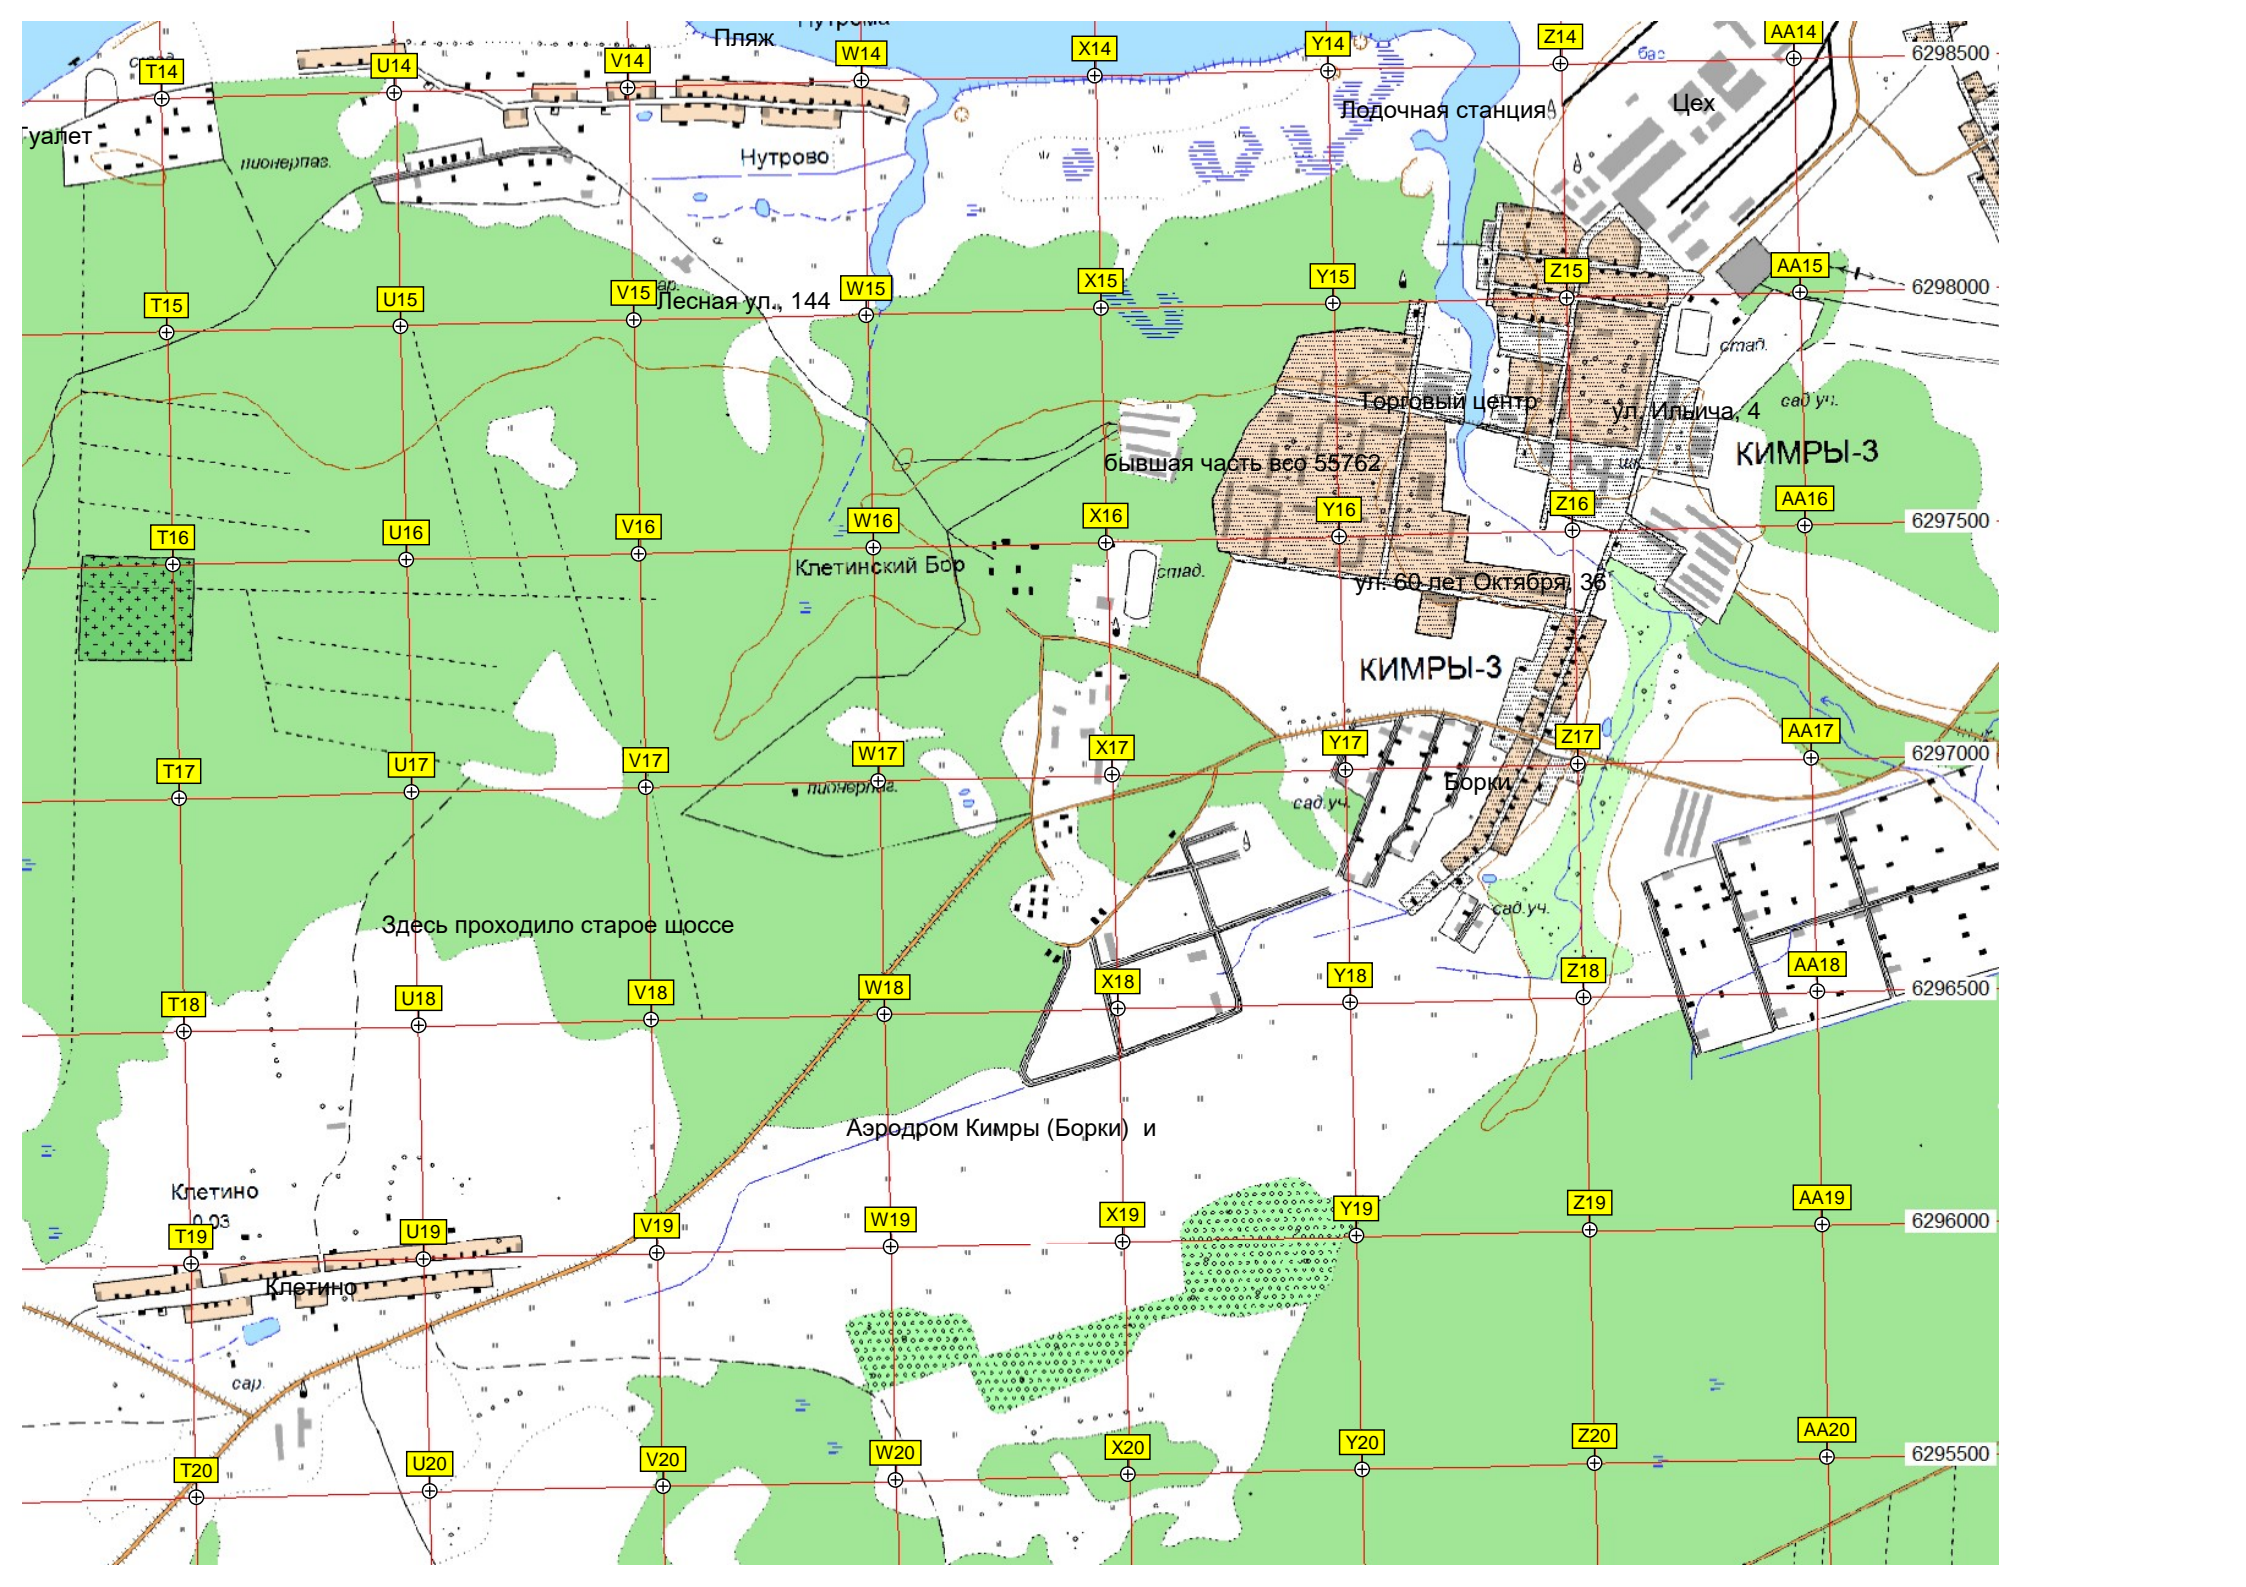 Пляж
T14
U14
V14
W14
X14
Y14
Z14
AA14
бас
6298500
Цех
Лодочная станция
Туалет
пионерлаг.
Нутрово
T15
U15
V15
W15
X15
Y15
Z15
AA15
6298000
Лесная ул., 144
стад.
Торговый центр
ул. Ильича, 4
сад уч.
КИМРЫ-3
бывшая часть всо 55762
T16
U16
V16
W16
X16
Y16
Z16
AA16
6297500
Клетинский Бор
стад.
ул. 60 лет Октября, 36
КИМРЫ-3
T17
U17
V17
W17
X17
Y17
Z17
AA17
6297000
пионерлаг.
Борки
сад.уч.
сад.уч.
Здесь проходило старое шоссе
T18
U18
V18
W18
X18
Y18
Z18
AA18
6296500
Аэродром Кимры (Борки) и
Клетино
0.03
T19
U19
V19
W19
X19
Y19
Z19
AA19
6296000
Клетино
сар.
T20
U20
V20
W20
X20
Y20
Z20
AA20
6295500